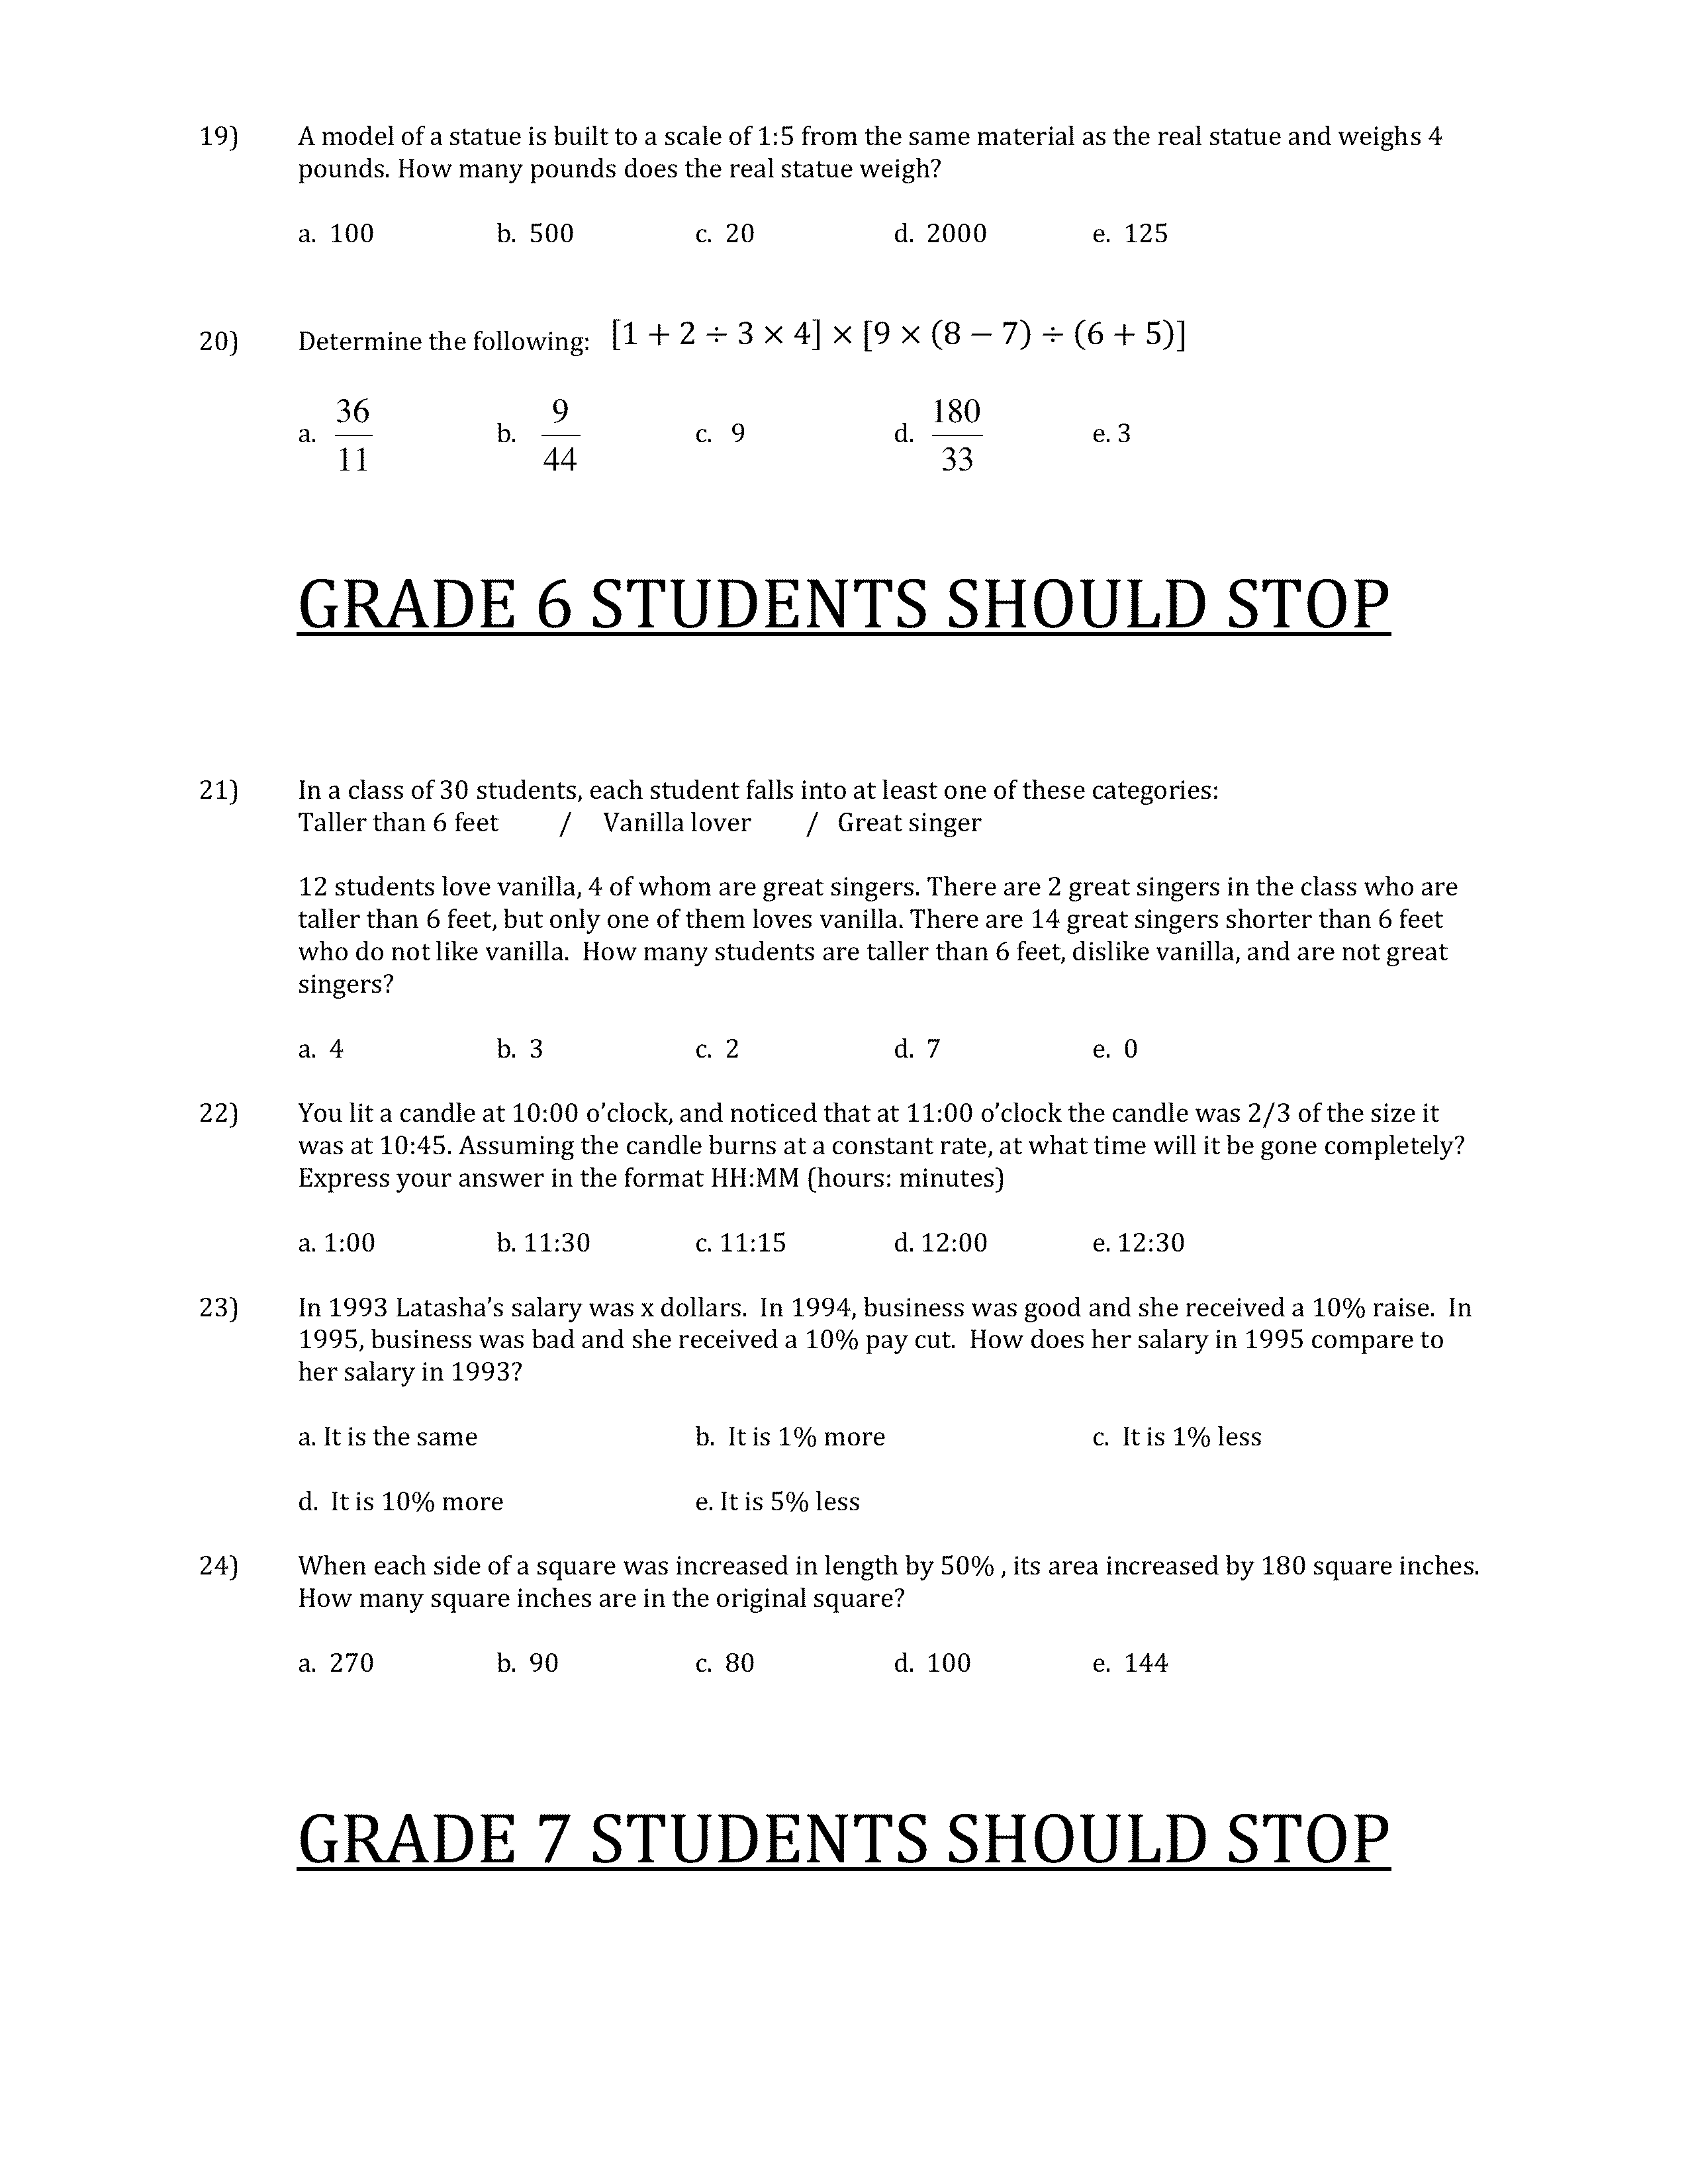 19) A model of a statue is built to a scale of 1:5 from the same material as the real statue and weighs 4
pounds. How many pounds does the real statue weigh?
a. 100 b. 500 c. 20 d. 2000 e. 125
20) Determine the following: [1 + 2 ÷ 3 × 4] × [9 × (8 − 7) ÷ (6 + 5)]
a. 36/11 b. 9/44 c. 9 d. 180/33 e. 3
GRADE 6 STUDENTS SHOULD STOP
21) In a class of 30 students, each student falls into at least one of these categories:
Taller than 6 feet / Vanilla lover / Great singer
12 students love vanilla, 4 of whom are great singers. There are 2 great singers in the class who are
taller than 6 feet, but only one of them loves vanilla. There are 14 great singers shorter than 6 feet
who do not like vanilla. How many students are taller than 6 feet, dislike vanilla, and are not great
singers?
a. 4 b. 3 c. 2 d. 7 e. 0
22) You lit a candle at 10:00 o’clock, and noticed that at 11:00 o’clock the candle was 2/3 of the size it
was at 10:45. Assuming the candle burns at a constant rate, at what time will it be gone completely?
Express your answer in the format HH:MM (hours: minutes)
a. 1:00 b. 11:30 c. 11:15 d. 12:00 e. 12:30
23) In 1993 Latasha’s salary was x dollars. In 1994, business was good and she received a 10% raise. In
1995, business was bad and she received a 10% pay cut. How does her salary in 1995 compare to
her salary in 1993?
a. It is the same b. It is 1% more c. It is 1% less
d. It is 10% more e. It is 5% less
24) When each side of a square was increased in length by 50% , its area increased by 180 square inches.
How many square inches are in the original square?
a. 270 b. 90 c. 80 d. 100 e. 144
GRADE 7 STUDENTS SHOULD STOP